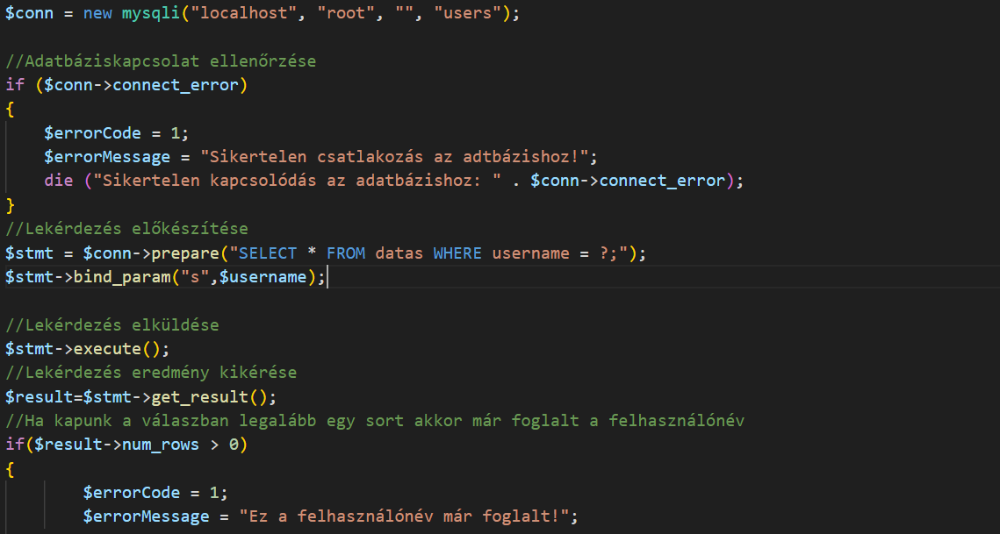 $conn = new mysqli("localhost", "root", "", "users");
//Adatbáziskapcsolat ellenőrzése
if ($conn->connect_error)
{
$errorCode = 1;
$errorMessage = "Sikertelen csatlakozás az adtbázishoz!";
die ("Sikertelen kapcsolódás az adatbázishoz: " . $conn->connect_error);
}
//Lekérdezés előkészítése
$stmt = $conn->prepare("SELECT * FROM datas WHERE username = ?;");
$stmt->bind_param("s",$username);
//Lekérdezés elküldése
$stmt->execute();
//Lekérdezés eredmény kikérése
$result=$stmt->get_result();
//Ha kapunk a válaszban legalább egy sort akkor már foglalt a felhasználónév
if($result->num_rows > 0)
{
$errorCode = 1;
$errorMessage = "Ez a felhasználónév már foglalt!";